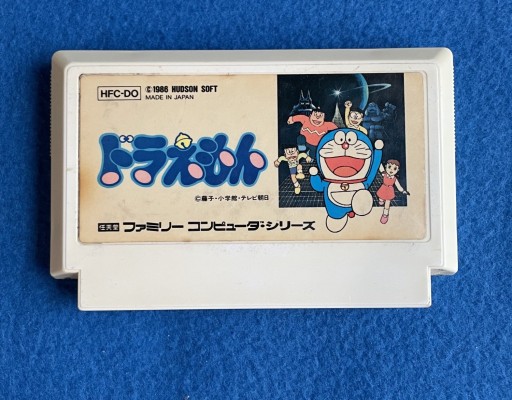 HFC-DO
©1986 HUDSON SOFT
MADE IN JAPAN
ドラえもん
©藤子・小学館・テレビ朝日
任天堂 ファミリー コンピュータ・シリーズ